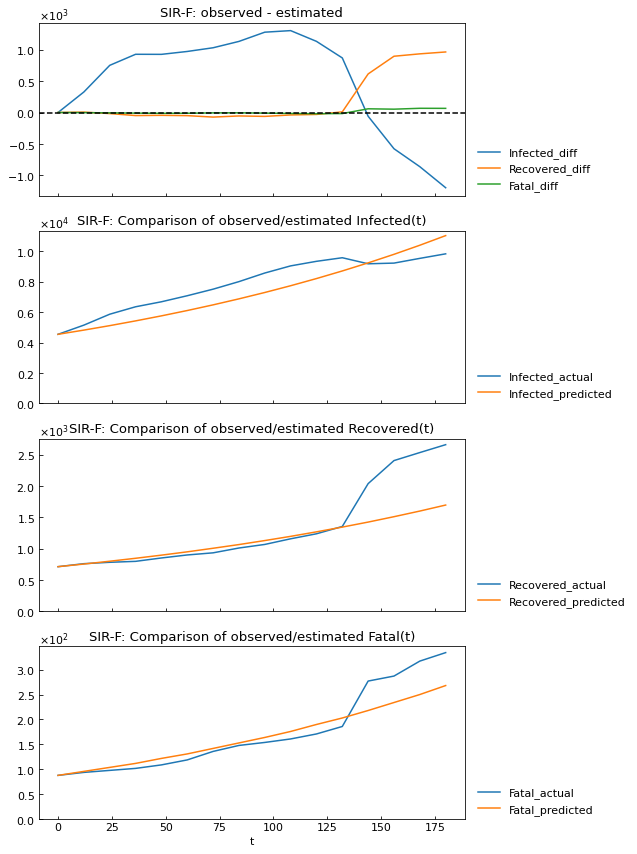 SIR-F: observed - estimated
×10³
1.0
0.5
0.0
−0.5
−1.0
Infected_diff
Recovered_diff
Fatal_diff
SIR-F: Comparison of observed/estimated Infected(t)
×10⁴
1.0
0.8
0.6
0.4
0.2
0.0
Infected_actual
Infected_predicted
SIR-F: Comparison of observed/estimated Recovered(t)
×10³
2.5
2.0
1.5
1.0
0.5
0.0
Recovered_actual
Recovered_predicted
SIR-F: Comparison of observed/estimated Fatal(t)
×10²
3.0
2.5
2.0
1.5
1.0
0.5
0.0
Fatal_actual
Fatal_predicted
0 25 50 75 100 125 150 175
t